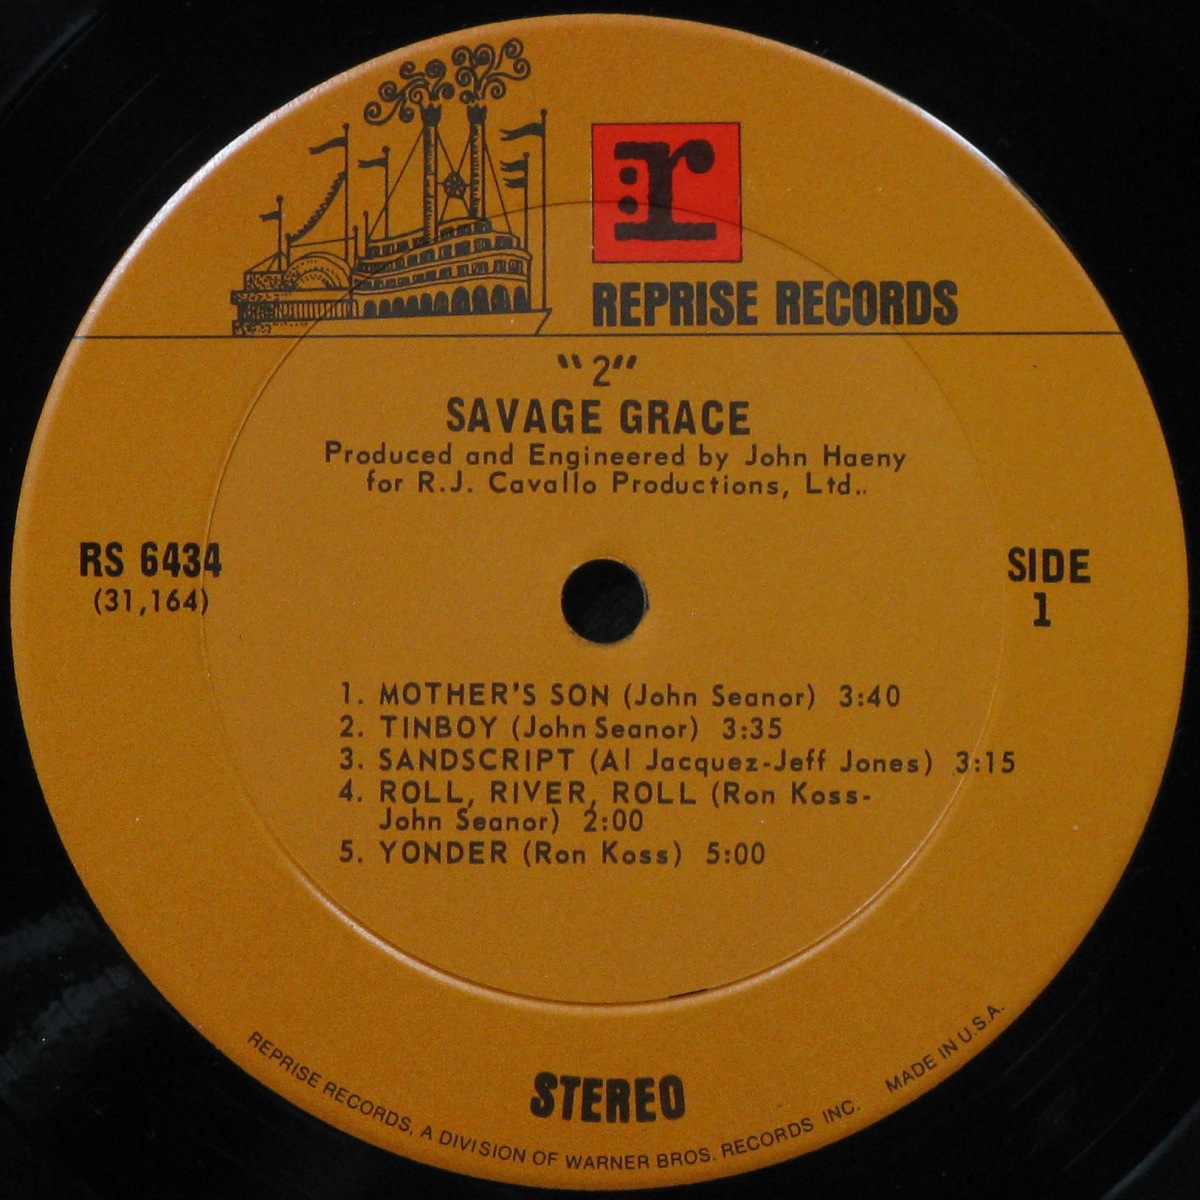 r
REPRISE RECORDS
"2"
SAVAGE GRACE
Produced and Engineered by John Haeny
for R.J. Cavallo Productions, Ltd..
RS 6434
(31,164)
SIDE
1
1. MOTHER'S SON (John Seanor) 3:40
2. TINBOY (John Seanor) 3:35
3. SANDSCRIPT (Al Jacquez-Jeff Jones) 3:15
4. ROLL, RIVER, ROLL (Ron Koss-
John Seanor) 2:00
5. YONDER (Ron Koss) 5:00
STEREO
REPRISE RECORDS, A DIVISION OF WARNER BROS. RECORDS INC. MADE IN U.S.A.